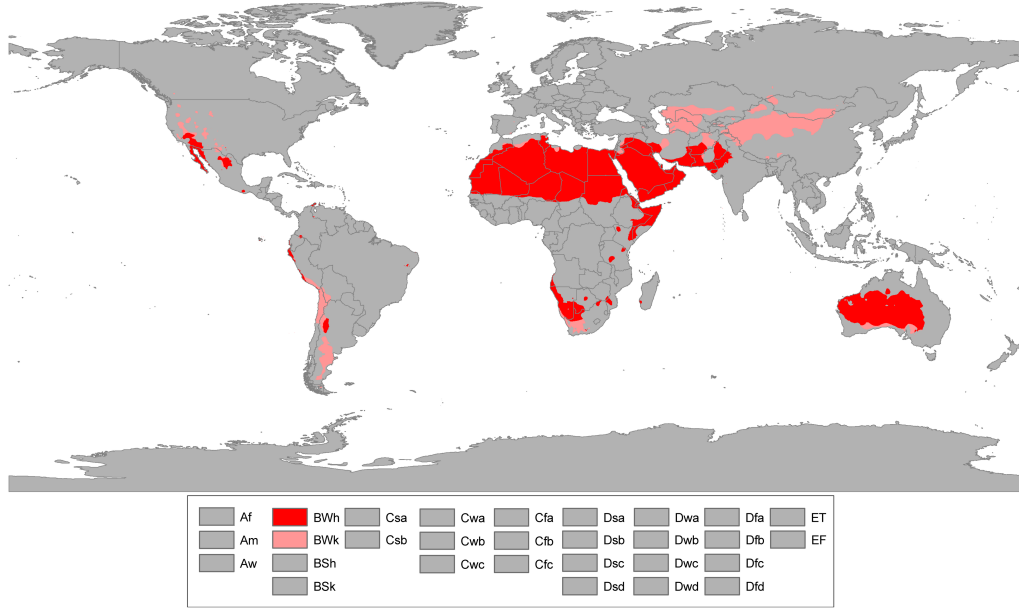 Af BWh Csa Cwa Cfa Dsa Dwa Dfa ET
Am BWk Csb Cwb Cfb Dsb Dwb Dfb EF
Aw BSh Cwc Cfc Dsc Dwc Dfc
BSk Dsd Dwd Dfd